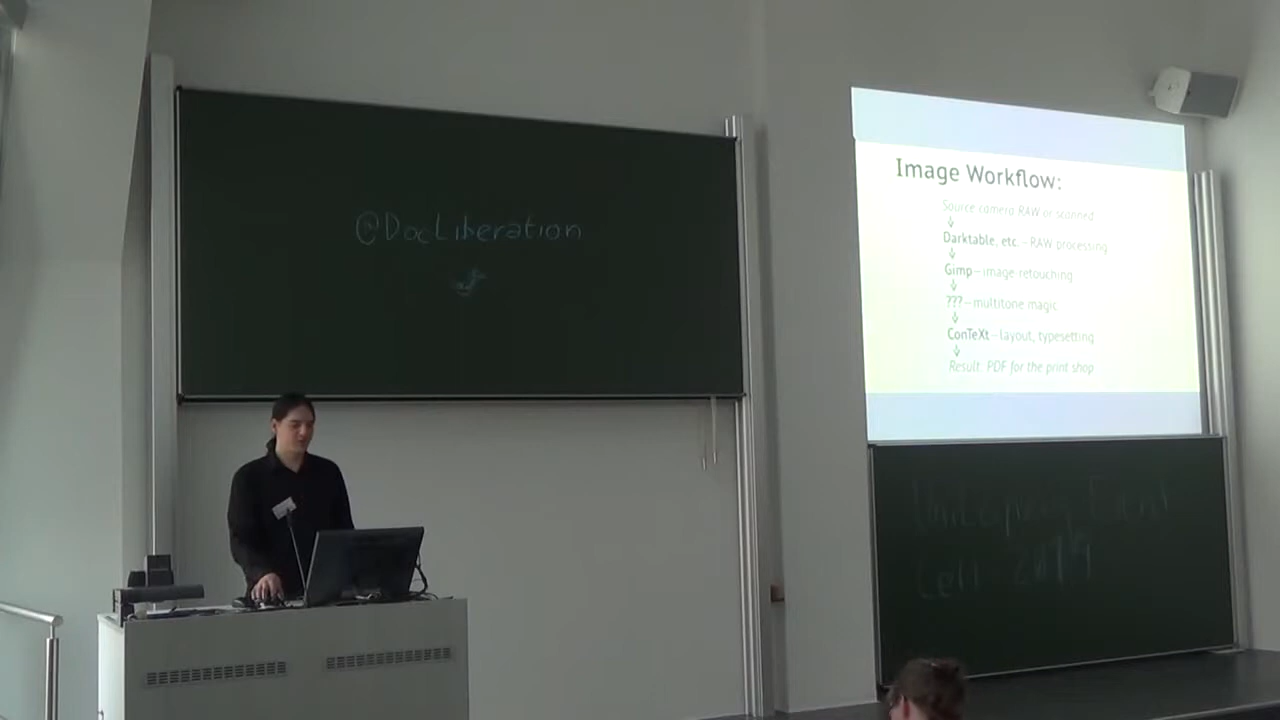 @DocLiberation
Image Workflow:
Source camera RAW or scanned
↓
Darktable, etc. – RAW processing
↓
Gimp – image retouching
↓
??? – multitone magic
↓
ConTeXt – layout, typesetting
↓
Result: PDF for the print shop